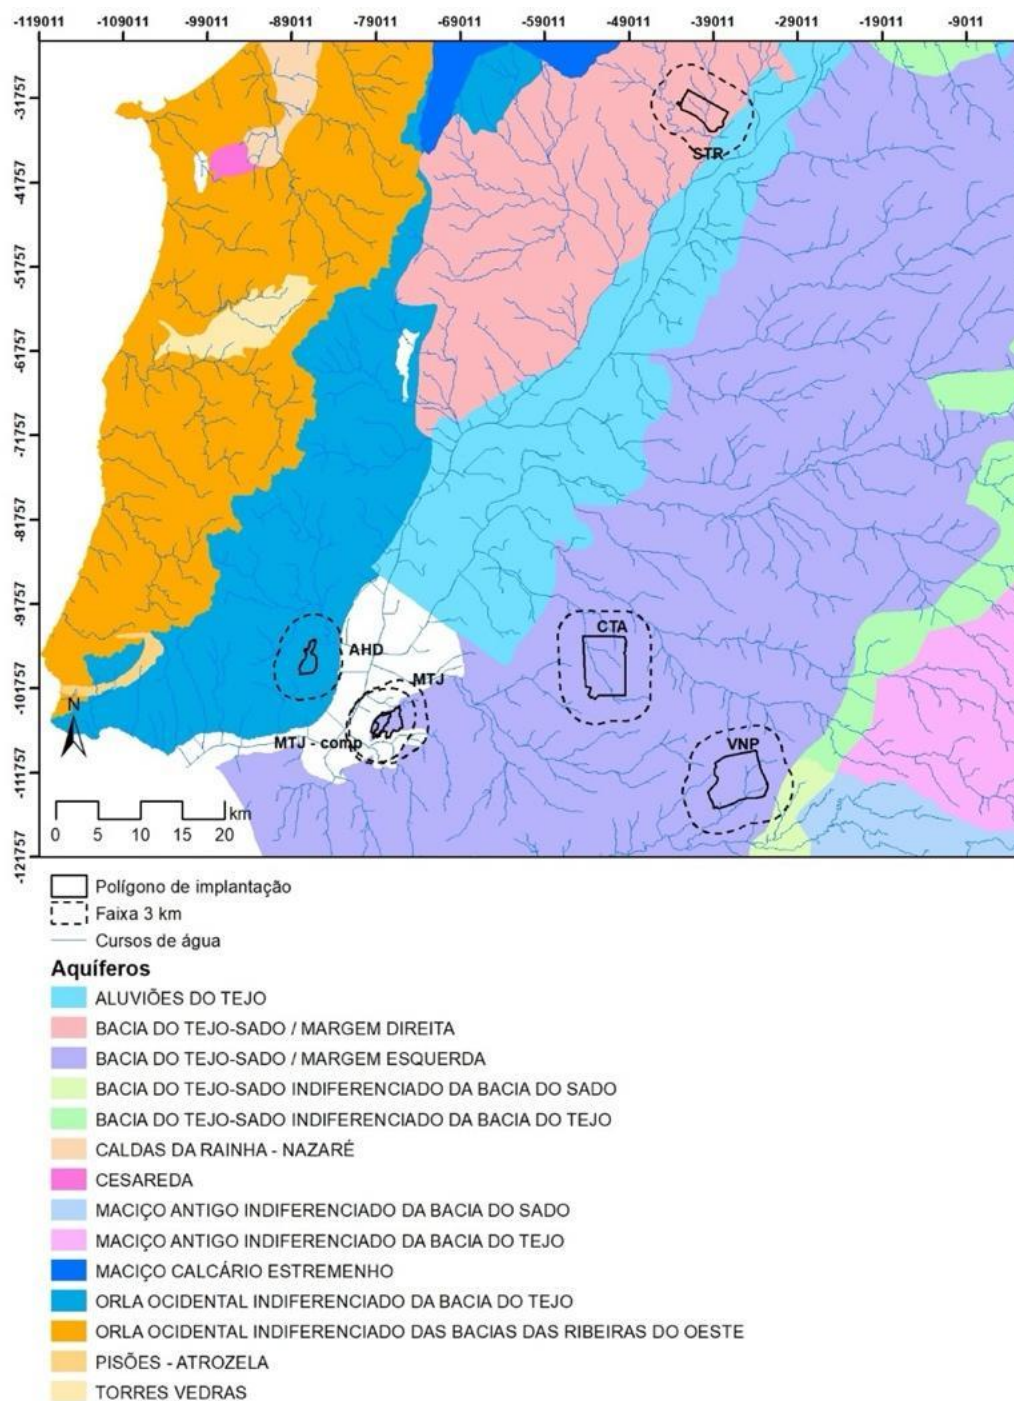 -119011 -109011 -99011 -89011 -79011 -69011 -59011 -49011 -39011 -29011 -19011 -9011
-31757
-41757
-51757
-61757
-71757
-81757
-91757
-101757
-111757
-121757
STR
CTA
AHD
MTJ
MTJ - comp
VNP
N
km
0 5 10 15 20
Polígono de implantação
Faixa 3 km
Cursos de água
Aquíferos
ALUVIÕES DO TEJO
BACIA DO TEJO-SADO / MARGEM DIREITA
BACIA DO TEJO-SADO / MARGEM ESQUERDA
BACIA DO TEJO-SADO INDIFERENCIADO DA BACIA DO SADO
BACIA DO TEJO-SADO INDIFERENCIADO DA BACIA DO TEJO
CALDAS DA RAINHA - NAZARÉ
CESAREDA
MACIÇO ANTIGO INDIFERENCIADO DA BACIA DO SADO
MACIÇO ANTIGO INDIFERENCIADO DA BACIA DO TEJO
MACIÇO CALCÁRIO ESTREMENHO
ORLA OCIDENTAL INDIFERENCIADO DA BACIA DO TEJO
ORLA OCIDENTAL INDIFERENCIADO DAS BACIAS DAS RIBEIRAS DO OESTE
PISÕES - ATROZELA
TORRES VEDRAS